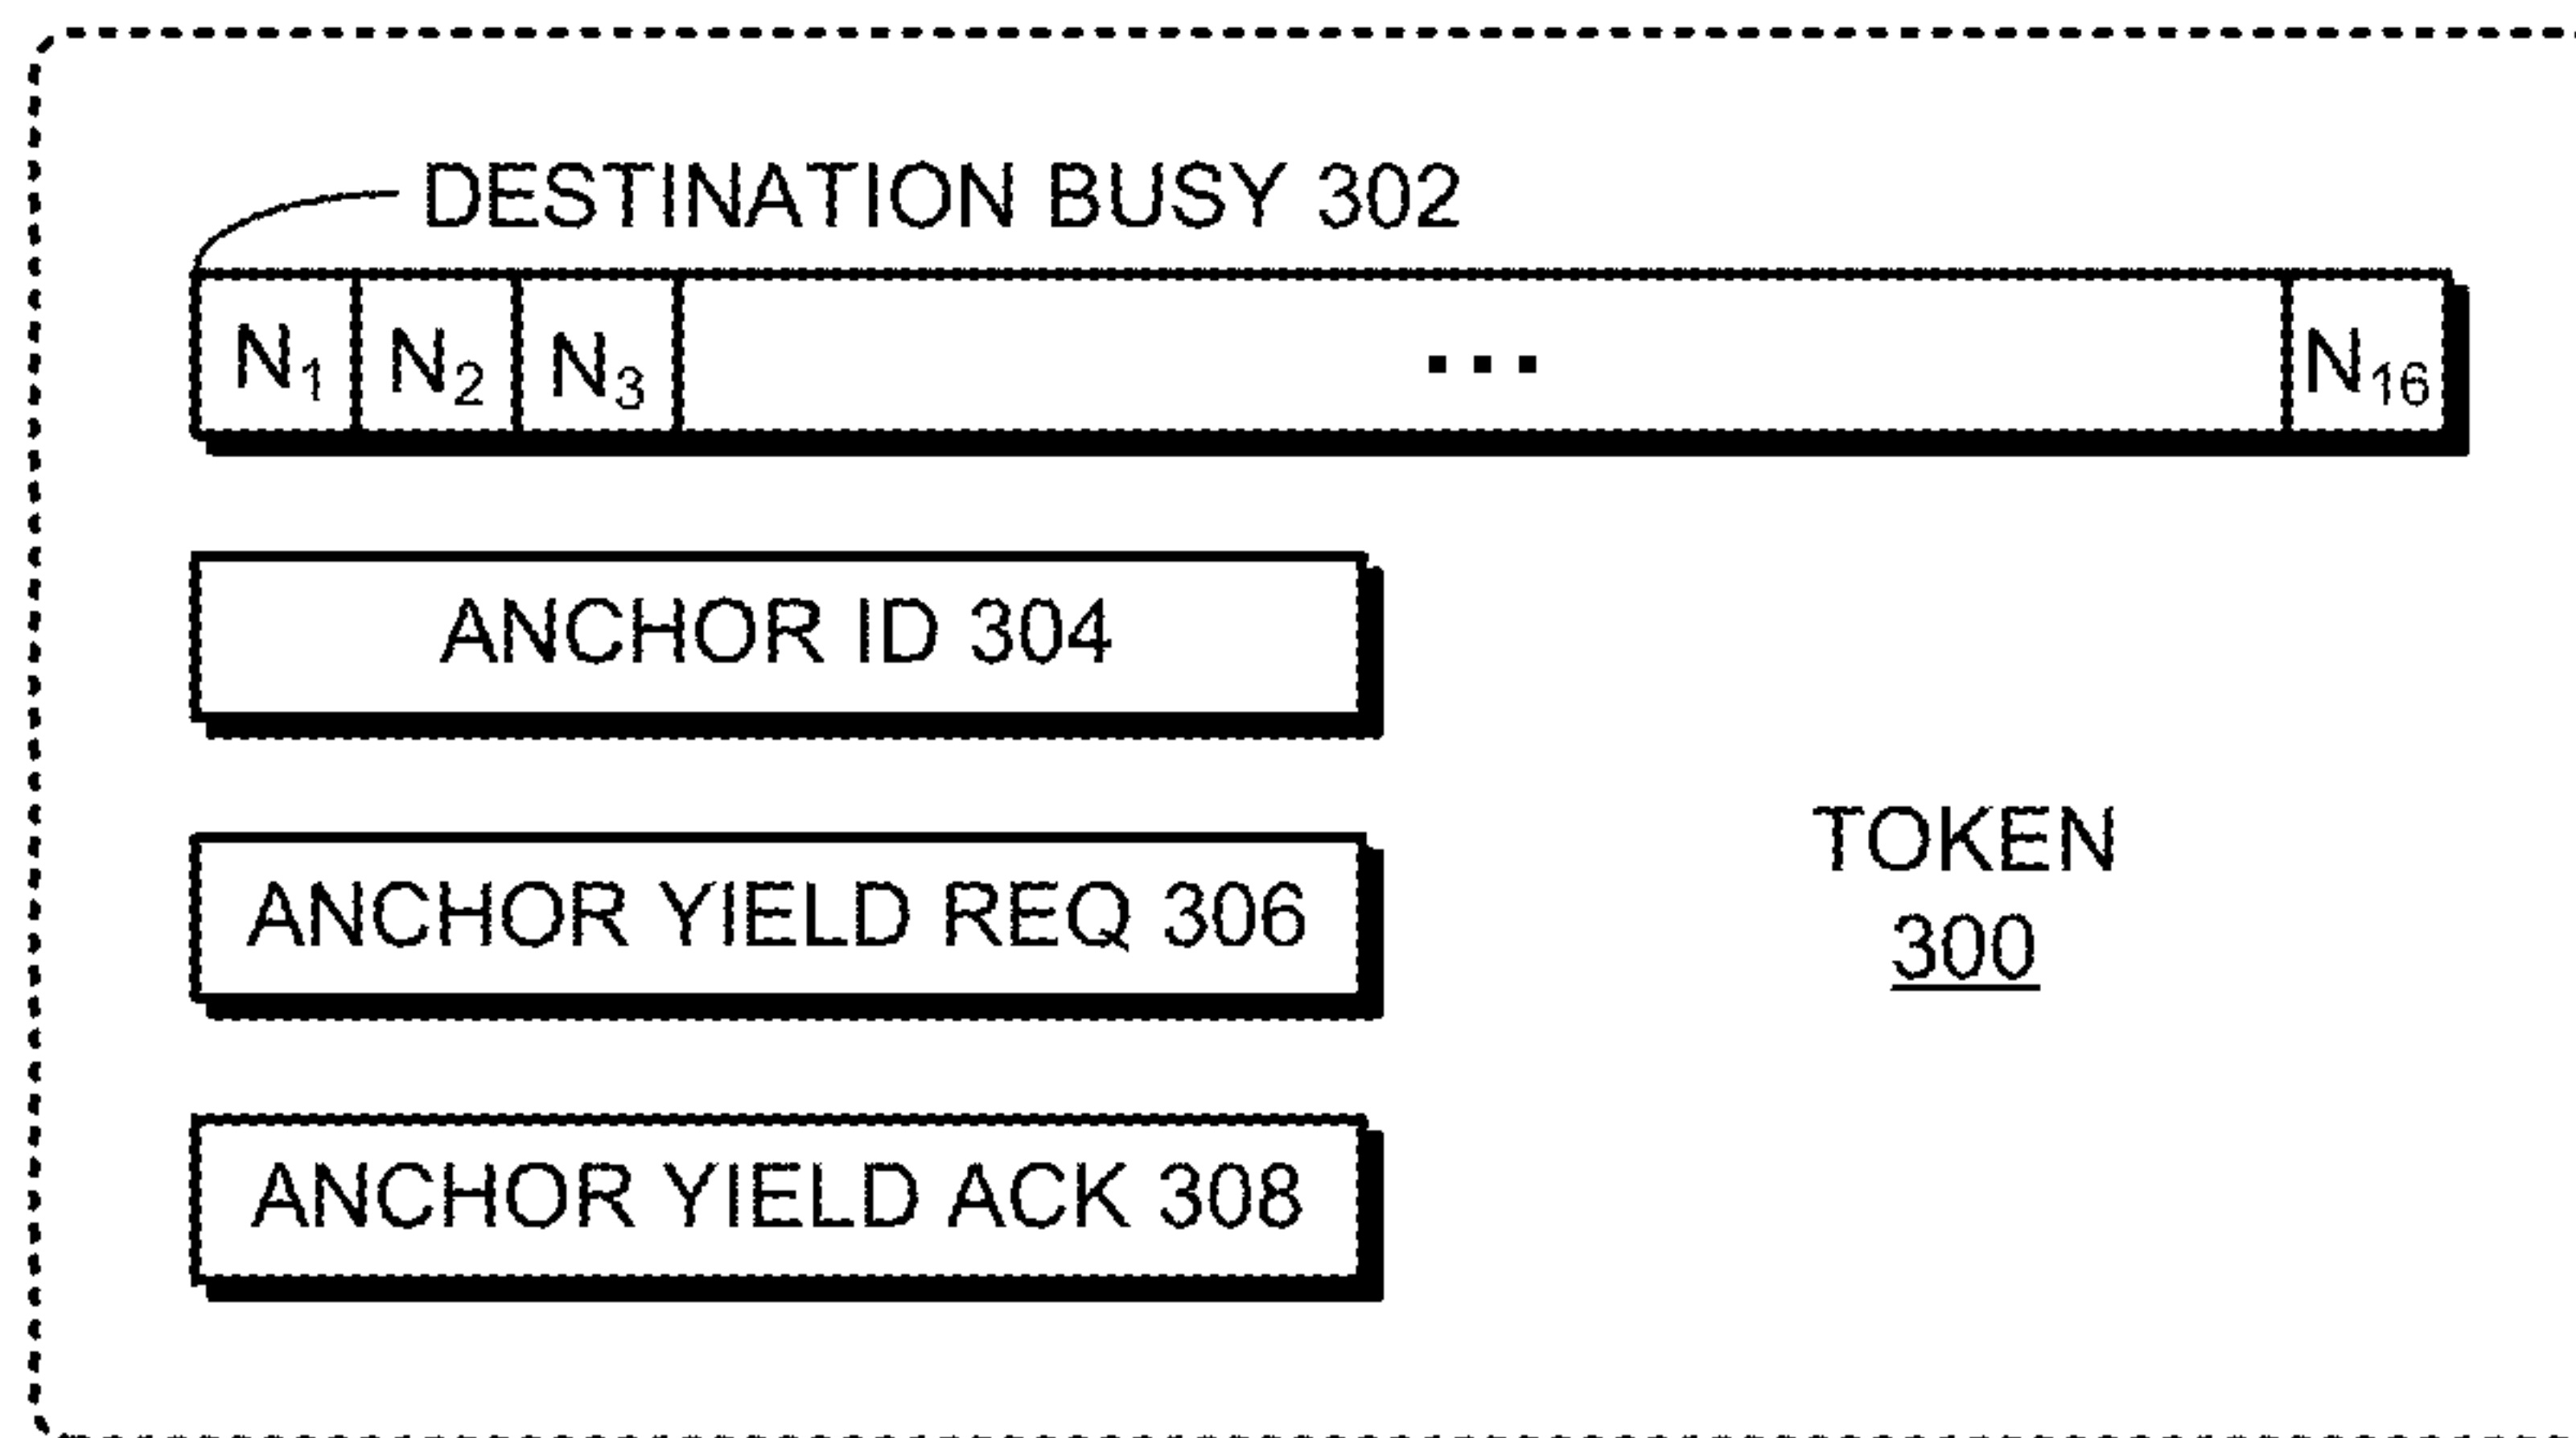 DESTINATION BUSY 302
N₁ N₂ N₃ ... N₁₆
ANCHOR ID 304
ANCHOR YIELD REQ 306
TOKEN
300
ANCHOR YIELD ACK 308